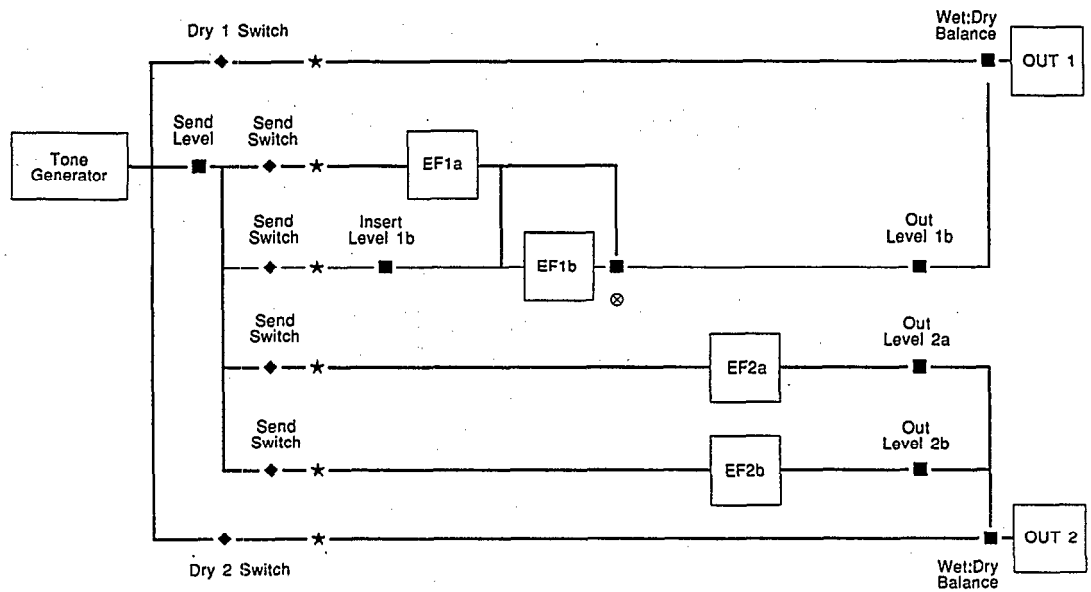 Dry 1 Switch
Wet:Dry
Balance
OUT 1
Send
Level
Send
Switch
Tone
Generator
EF1a
Send
Switch
Insert
Level 1b
Out
Level 1b
EF1b
Send
Switch
Out
Level 2a
EF2a
Send
Switch
Out
Level 2b
EF2b
OUT 2
Dry 2 Switch
Wet:Dry
Balance